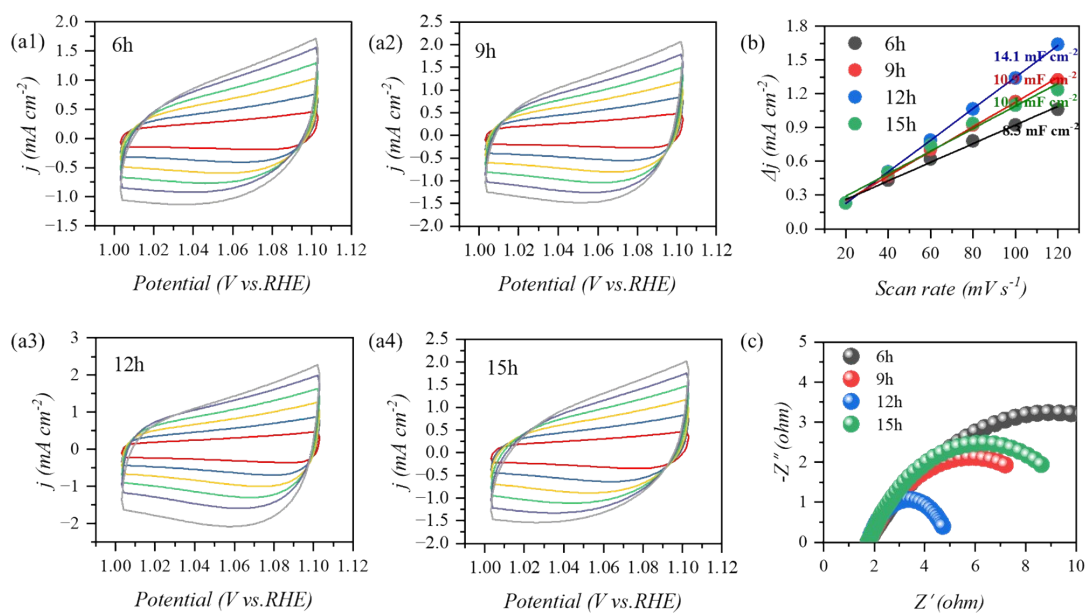 (a1)
6h
j (mA cm-2)
2.0
1.5
1.0
0.5
0.0
−0.5
−1.0
−1.5
1.00 1.02 1.04 1.06 1.08 1.10 1.12
Potential (V vs.RHE)
(a2)
9h
j (mA cm-2)
2.5
2.0
1.5
1.0
0.5
0.0
−0.5
−1.0
−1.5
−2.0
1.00 1.02 1.04 1.06 1.08 1.10 1.12
Potential (V vs.RHE)
(b)
6h
9h
12h
15h
14.1 mF cm-2
mF cm-2
mF cm-2
8.3 mF cm-2
Δj (mA cm-2)
1.8
1.5
1.2
0.9
0.6
0.3
0.0
20 40 60 80 100 120
Scan rate (mV s-1)
(a3)
12h
j (mA cm-2)
3
2
1
0
−1
−2
1.00 1.02 1.04 1.06 1.08 1.10 1.12
Potential (V vs.RHE)
(a4)
15h
j (mA cm-2)
2.5
2.0
1.5
1.0
0.5
0.0
−0.5
−1.0
−1.5
−2.0
1.00 1.02 1.04 1.06 1.08 1.10 1.12
Potential (V vs.RHE)
(c)
6h
9h
12h
15h
-Z″ (ohm)
5
4
3
2
1
0
0 2 4 6 8 10
Z′ (ohm)